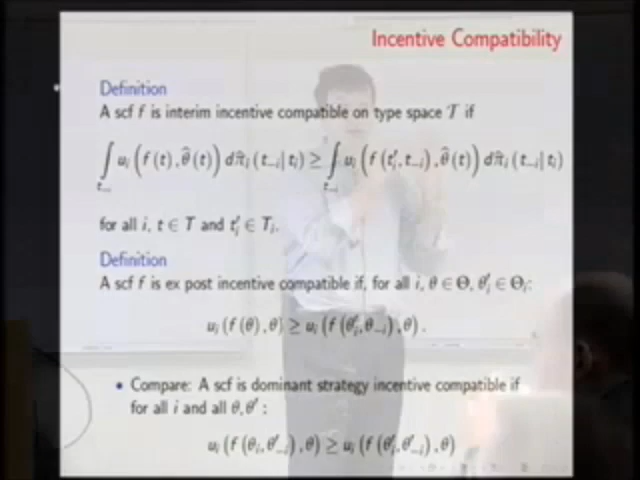 Incentive Compatibility
Definition
A scf f is interim incentive compatible on type space 𝒯 if
∫_{t_{-i}} u_i (f(t), θ̂(t)) dπ̂_i (t_{-i}|t_i) ≥ ∫_{t_{-i}} u_i (f(t'_i, t_{-i}), θ̂(t)) dπ̂_i (t_{-i}|t_i)
for all i, t ∈ T and t'_i ∈ T_i.
Definition
A scf f is ex post incentive compatible if, for all i, θ ∈ Θ, θ'_i ∈ Θ_i:
u_i (f(θ), θ) ≥ u_i (f(θ'_i, θ_{-i}), θ).
• Compare: A scf is dominant strategy incentive compatible if
for all i and all θ, θ':
u_i (f(θ_i, θ'_{-i}), θ) ≥ u_i (f(θ'_i, θ'_{-i}), θ)